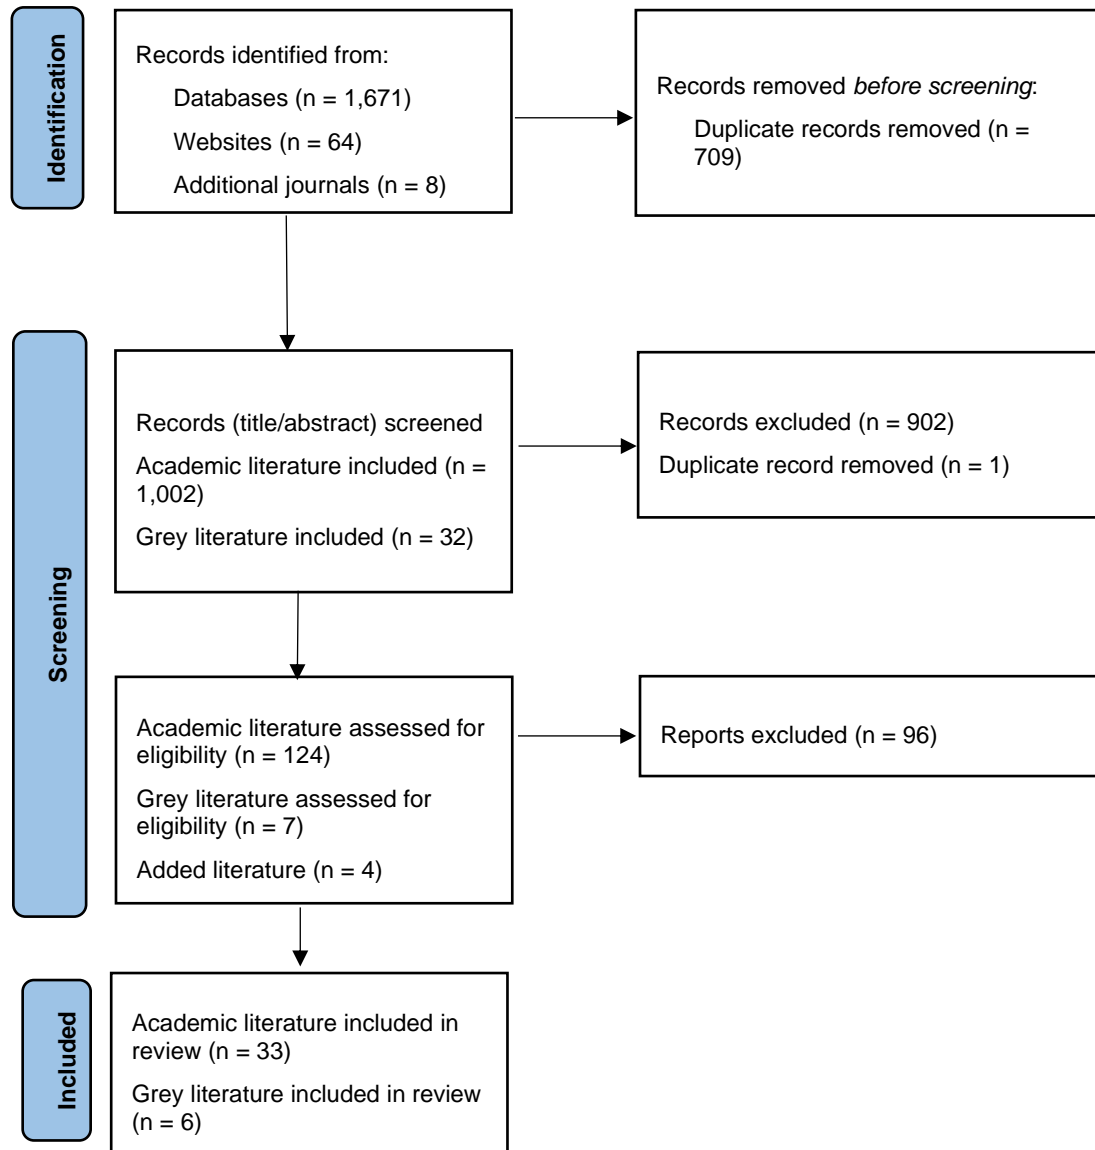 Identification
Records identified from:
Databases (n = 1,671)
Websites (n = 64)
Additional journals (n = 8)
Records removed before screening:
Duplicate records removed (n =
709)
Screening
Records (title/abstract) screened
Academic literature included (n =
1,002)
Grey literature included (n = 32)
Records excluded (n = 902)
Duplicate record removed (n = 1)
Academic literature assessed for
eligibility (n = 124)
Grey literature assessed for
eligibility (n = 7)
Added literature (n = 4)
Reports excluded (n = 96)
Included
Academic literature included in
review (n = 33)
Grey literature included in review
(n = 6)